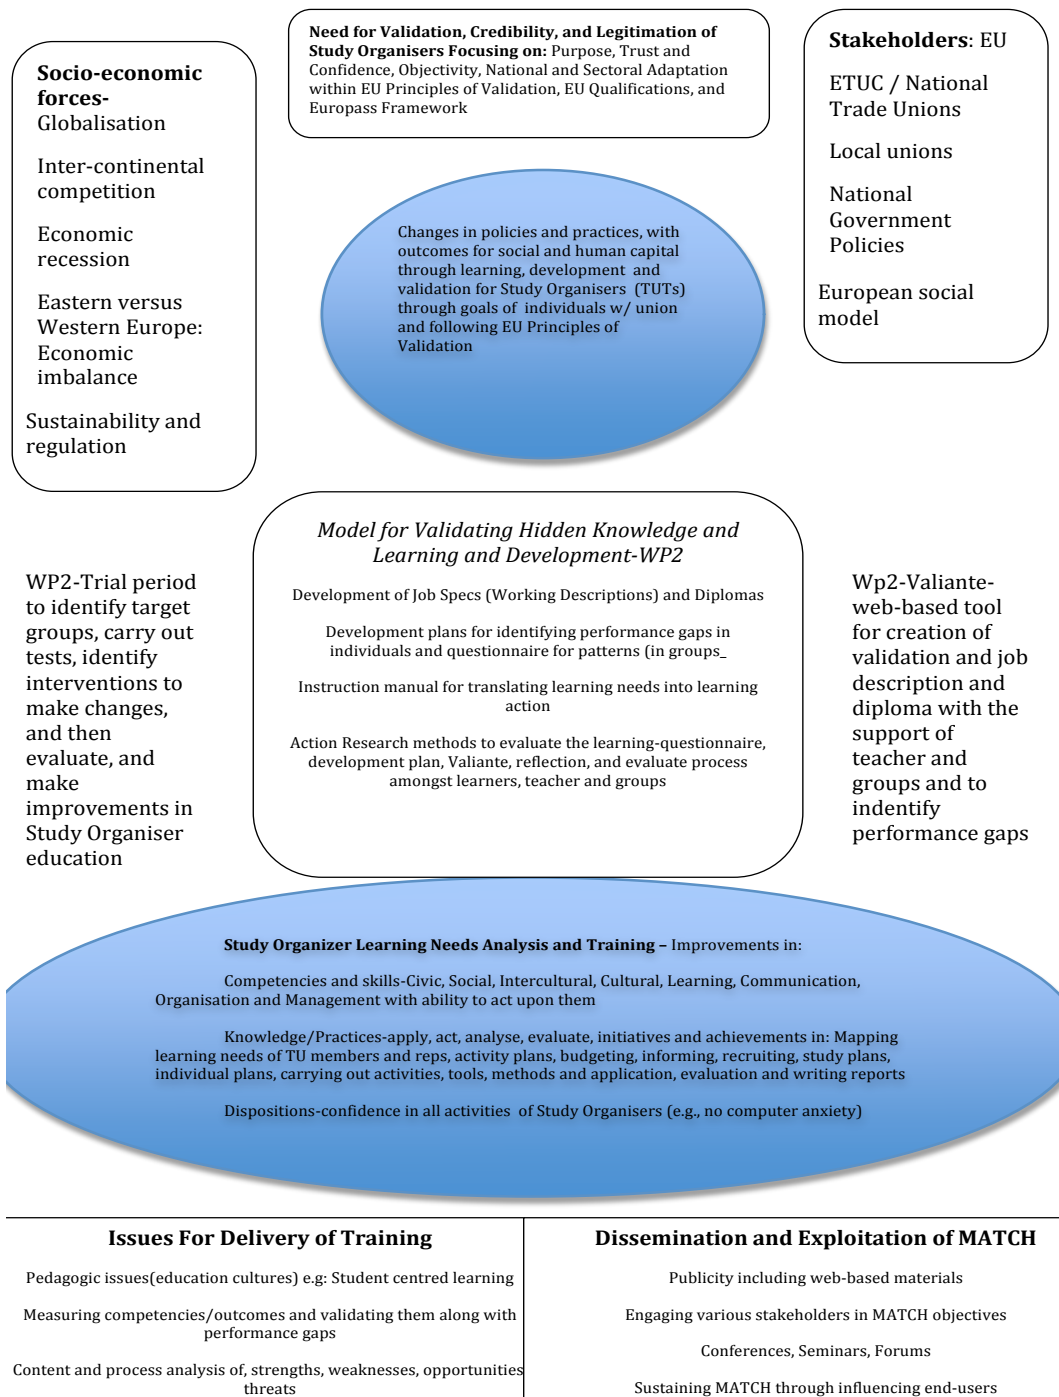 Need for Validation, Credibility, and Legitimation of
Study Organisers Focusing on: Purpose, Trust and
Confidence, Objectivity, National and Sectoral Adaptation
within EU Principles of Validation, EU Qualifications, and
Europass Framework
Socio-economic
forces-
Globalisation
Inter-continental
competition
Economic
recession
Eastern versus
Western Europe:
Economic
imbalance
Sustainability and
regulation
Stakeholders: EU
ETUC / National
Trade Unions
Local unions
National
Government
Policies
European social
model
Changes in policies and practices, with
outcomes for social and human capital
through learning, development and
validation for Study Organisers (TUTs)
through goals of individuals w/ union
and following EU Principles of
Validation
Model for Validating Hidden Knowledge and
Learning and Development-WP2
Development of Job Specs (Working Descriptions) and Diplomas
Development plans for identifying performance gaps in
individuals and questionnaire for patterns (in groups_
Instruction manual for translating learning needs into learning
action
Action Research methods to evaluate the learning-questionnaire,
development plan, Valiante, reflection, and evaluate process
amongst learners, teacher and groups
WP2-Trial period
to identify target
groups, carry out
tests, identify
interventions to
make changes,
and then
evaluate, and
make
improvements in
Study Organiser
education
Wp2-Valiante-
web-based tool
for creation of
validation and job
description and
diploma with the
support of
teacher and
groups and to
indentify
performance gaps
Study Organizer Learning Needs Analysis and Training – Improvements in:
Competencies and skills-Civic, Social, Intercultural, Cultural, Learning, Communication,
Organisation and Management with ability to act upon them
Knowledge/Practices-apply, act, analyse, evaluate, initiatives and achievements in: Mapping
learning needs of TU members and reps, activity plans, budgeting, informing, recruiting, study plans,
individual plans, carrying out activities, tools, methods and application, evaluation and writing reports
Dispositions-confidence in all activities of Study Organisers (e.g., no computer anxiety)
Issues For Delivery of Training
Pedagogic issues(education cultures) e.g: Student centred learning
Measuring competencies/outcomes and validating them along with
performance gaps
Content and process analysis of, strengths, weaknesses, opportunities
threats
Dissemination and Exploitation of MATCH
Publicity including web-based materials
Engaging various stakeholders in MATCH objectives
Conferences, Seminars, Forums
Sustaining MATCH through influencing end-users